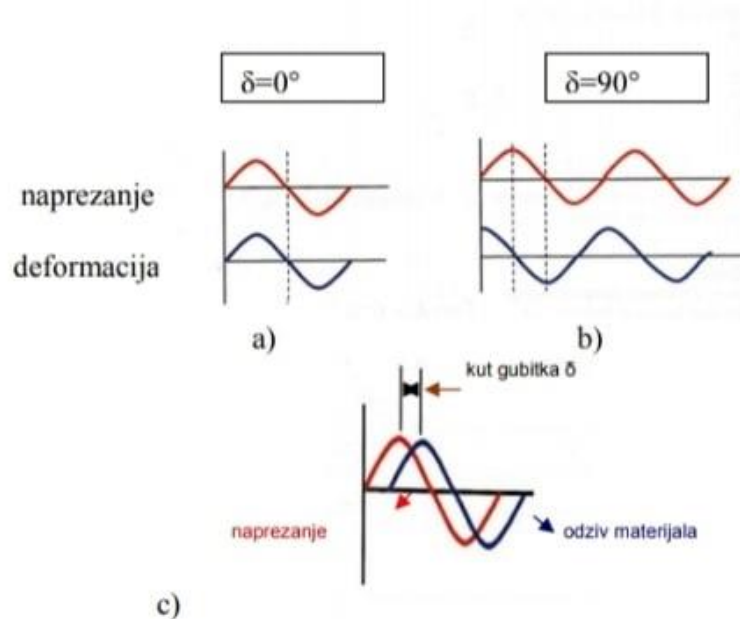 δ=0°
δ=90°
naprezanje
deformacija
a)
b)
kut gubitka δ
naprezanje
odziv materijala
c)